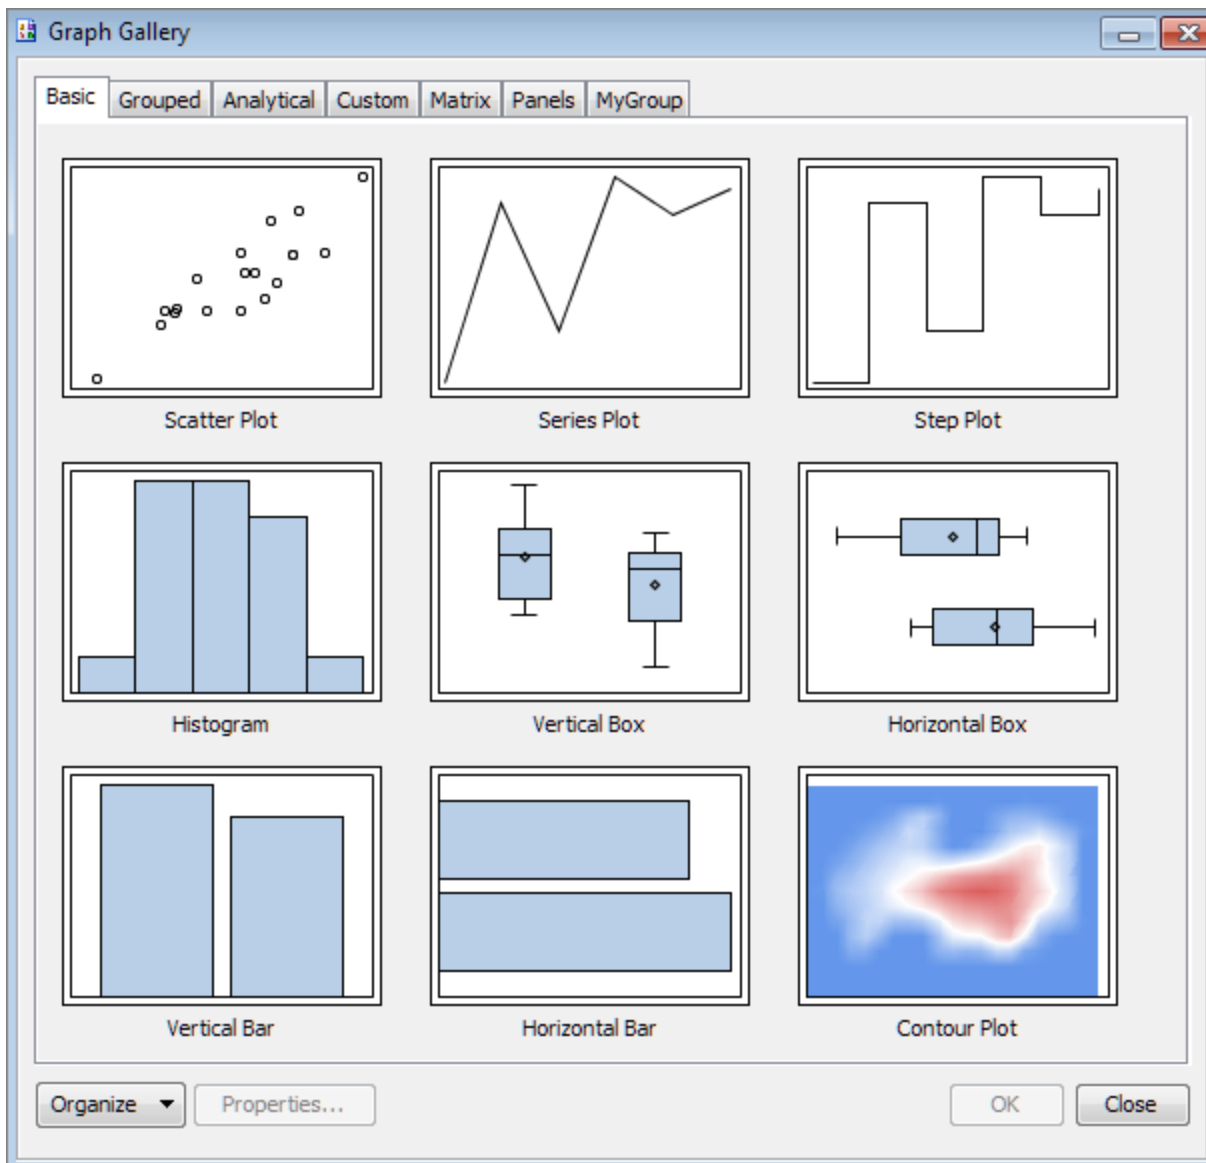 Graph Gallery
Basic Grouped Analytical Custom Matrix Panels MyGroup
Scatter Plot Series Plot Step Plot
Histogram Vertical Box Horizontal Box
Vertical Bar Horizontal Bar Contour Plot
Organize Properties... OK Close